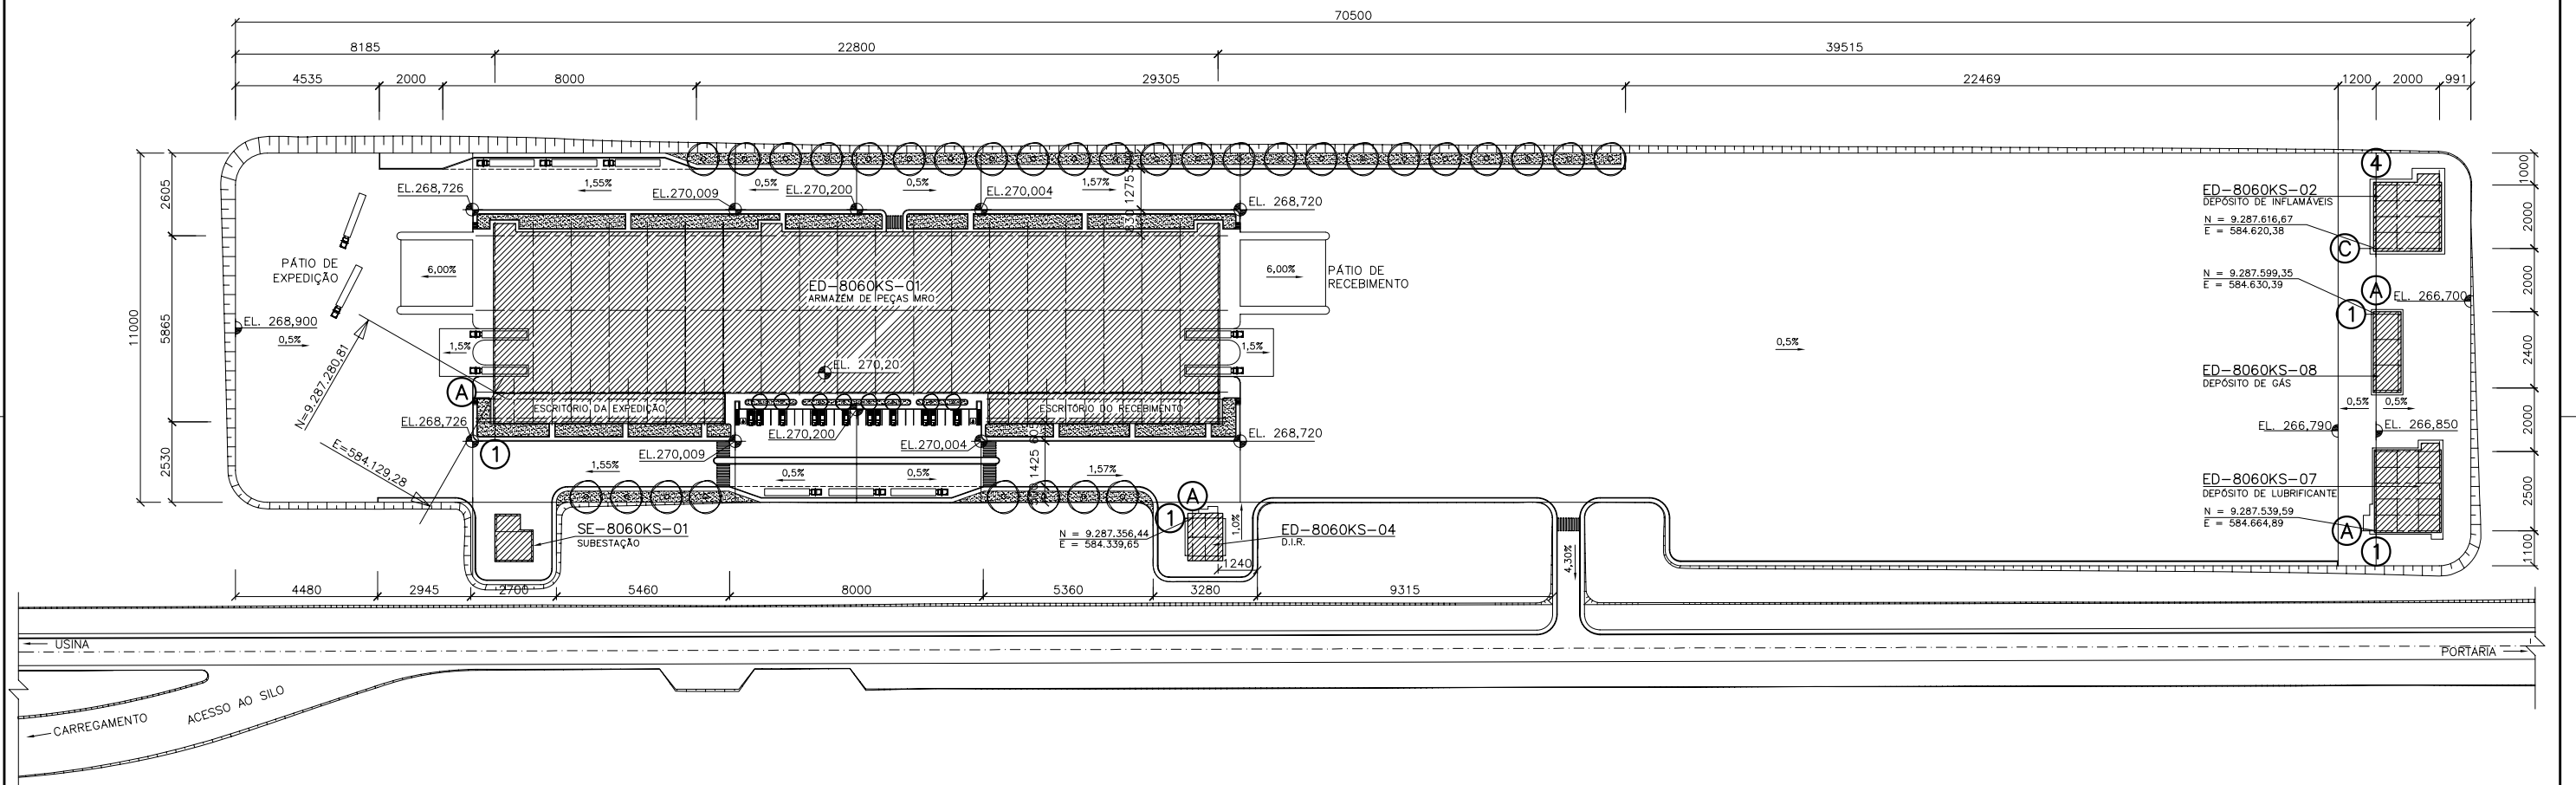 70500
8185 22800 39515
4535 2000 8000 29305 22469 1200 2000 991
11000
2605
5865
2530
1000
2000
2000
2400
2000
2500
1100
EL.268,726
1,55%
EL.270,009
0,5%
EL.270,200
0,5%
EL.270,004
1,57%
1275
830
EL. 268,720
PÁTIO DE
EXPEDIÇÃO
6,00%
ED-8060KS-01
ARMAZÉM DE PEÇAS MRO
6,00%
PÁTIO DE
RECEBIMENTO
EL. 268,900
0,5%
1,5%
1,5%
EL. 270,20
0,5%
N=9.287.280,81
E=584.129,28
A
1
ESCRITÓRIO DA EXPEDIÇÃO
ESCRITÓRIO DO RECEBIMENTO
EL.268,726
EL.270,009
EL.270,200
EL.270,004
EL. 268,720
605
1425
1,55%
0,5%
0,5%
1,57%
4
ED-8060KS-02
DEPÓSITO DE INFLAMÁVEIS
N = 9.287.616,67
E = 584.620,38
C
N = 9.287.599,35
E = 584.630,39
A
1
EL. 266,700
ED-8060KS-08
DEPÓSITO DE GÁS
0,5%
0,5%
EL. 266,790
EL. 266,850
ED-8060KS-07
DEPÓSITO DE LUBRIFICANTE
N = 9.287.539,59
E = 584.664,89
A
1
SE-8060KS-01
SUBESTAÇÃO
A
1
N = 9.287.356,44
E = 584.339,65
ED-8060KS-04
D.I.R.
1,0%
1240
4,30%
4480 2945 2700 5460 8000 5360 3280 9315
USINA
PORTARIA
CARREGAMENTO
ACESSO AO SILO